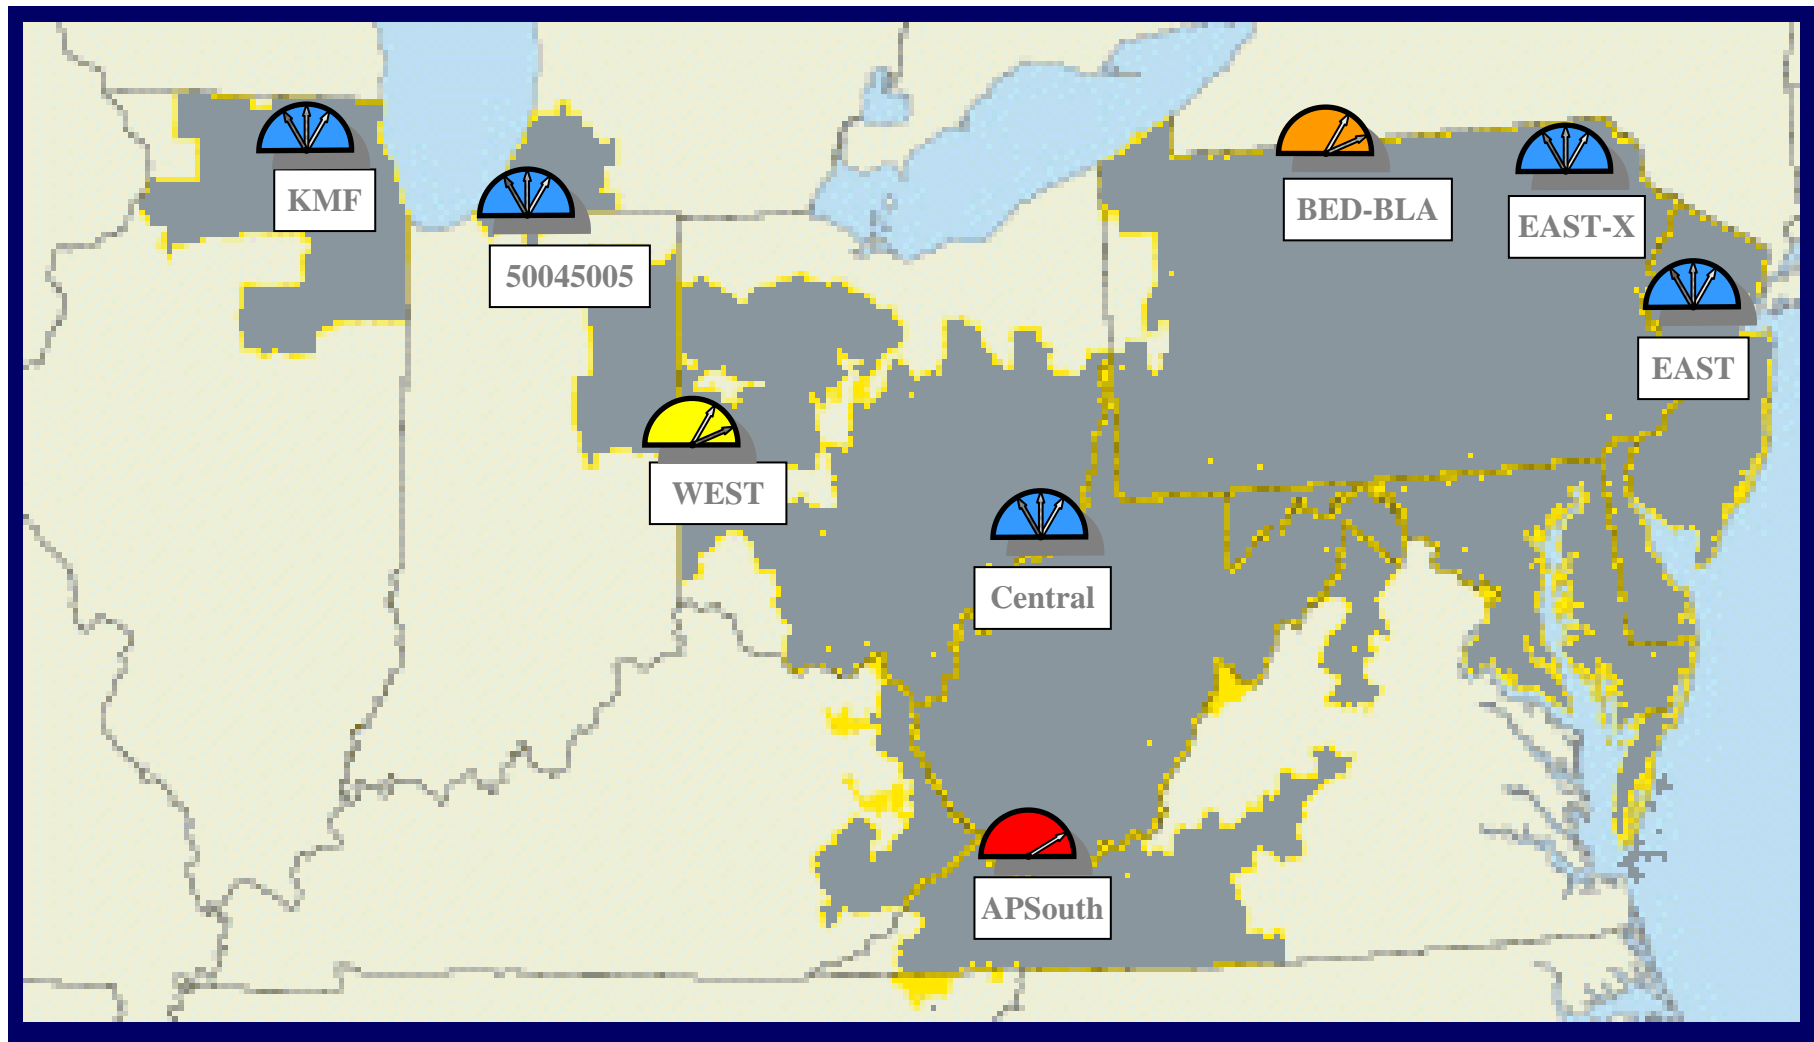 KMF
BED-BLA
EAST-X
50045005
EAST
WEST
Central
APSouth